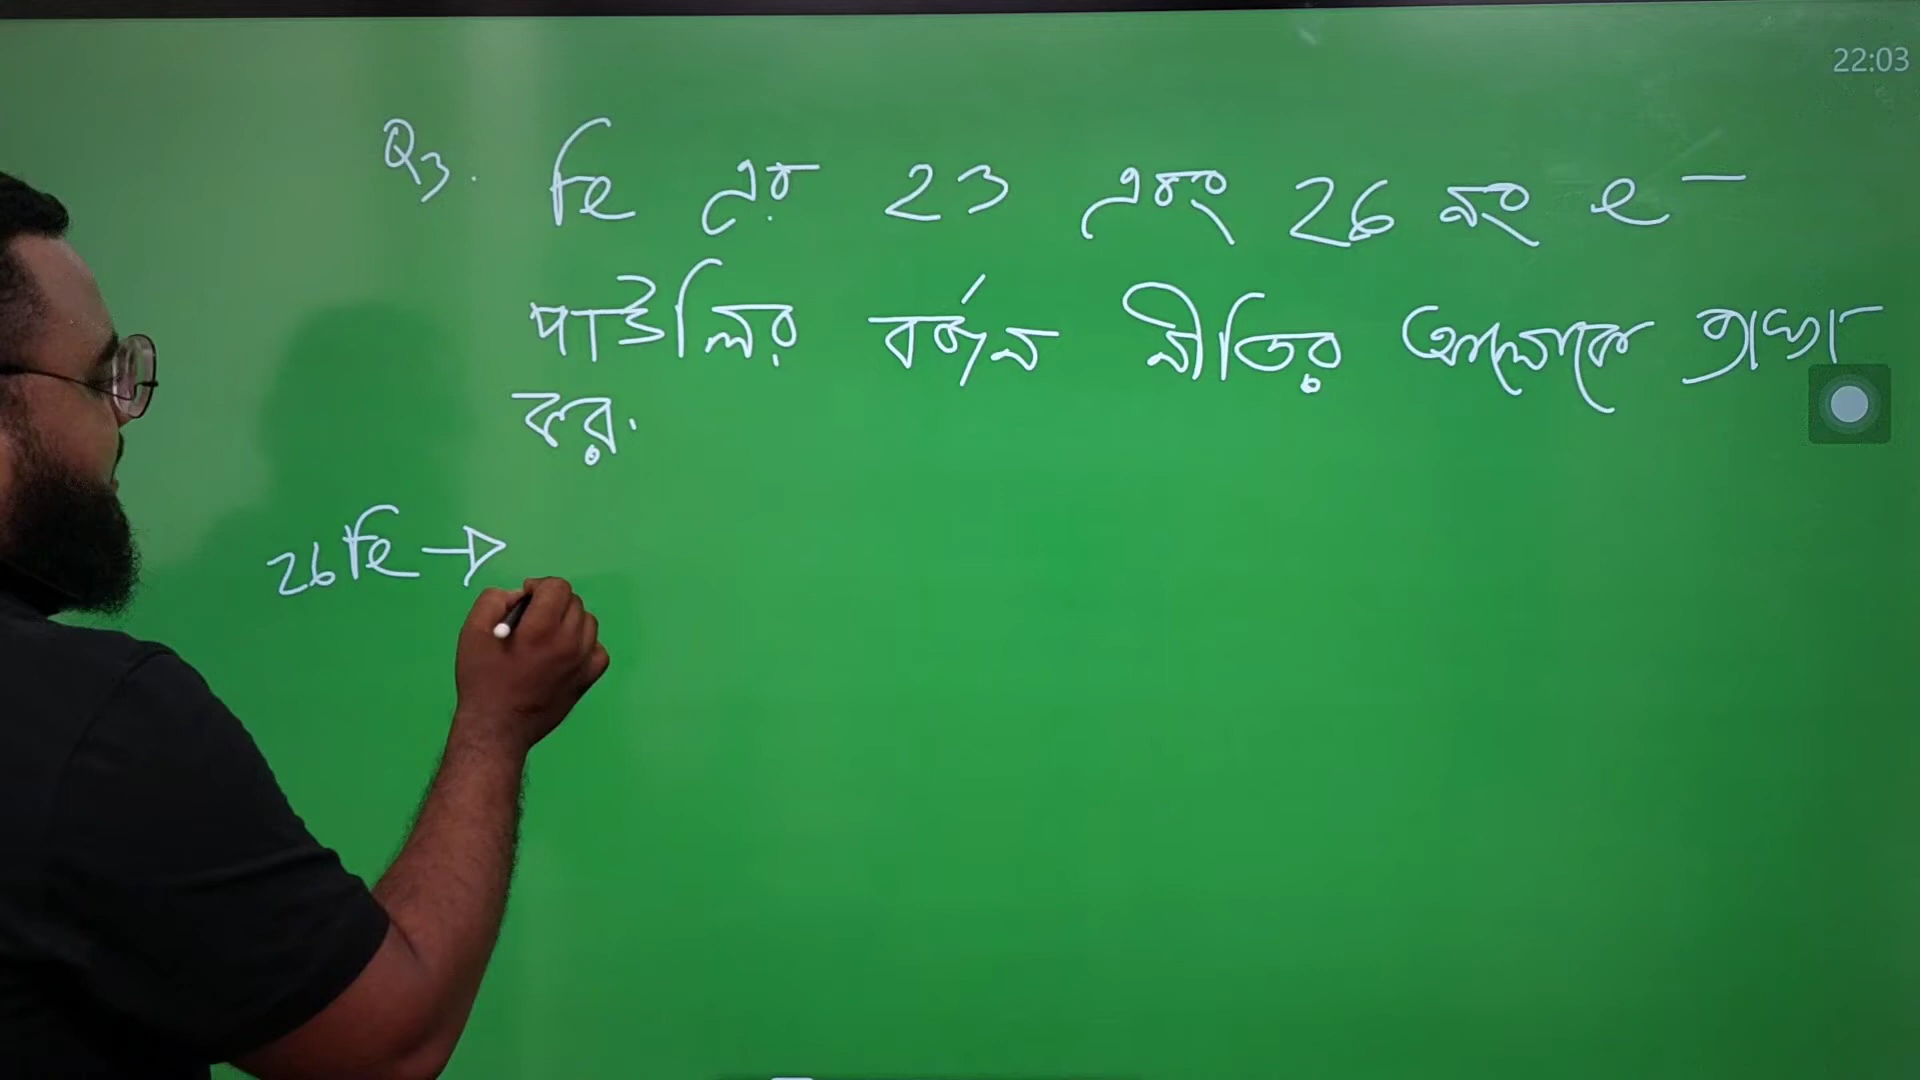 22:03
Q3. Fe এর 23 এবং 26 নং e⁻
পাউলির বর্জন নীতির আলোকে ব্যাখ্যা
কর.
26Fe →